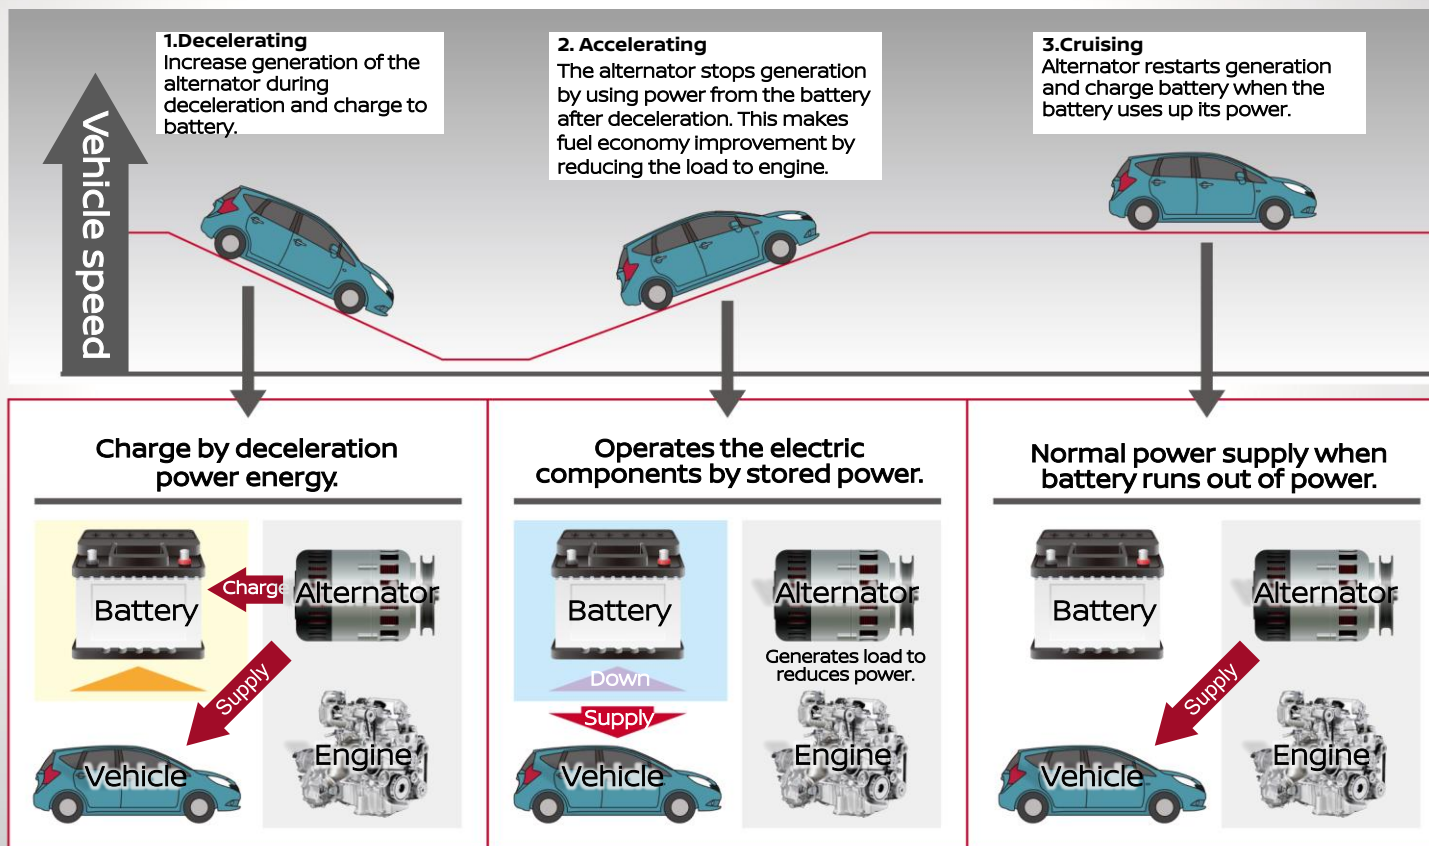 1.Decelerating
Increase generation of the
alternator during
deceleration and charge to
battery.
2. Accelerating
The alternator stops generation
by using power from the battery
after deceleration. This makes
fuel economy improvement by
reducing the load to engine.
3.Cruising
Alternator restarts generation
and charge battery when the
battery uses up its power.
Vehicle speed
Charge by deceleration
power energy.
Battery
Charge
Alternator
Supply
Vehicle
Engine
Operates the electric
components by stored power.
Battery
Alternator
Generates load to
reduces power.
Down
Supply
Vehicle
Engine
Normal power supply when
battery runs out of power.
Battery
Alternator
Supply
Vehicle
Engine